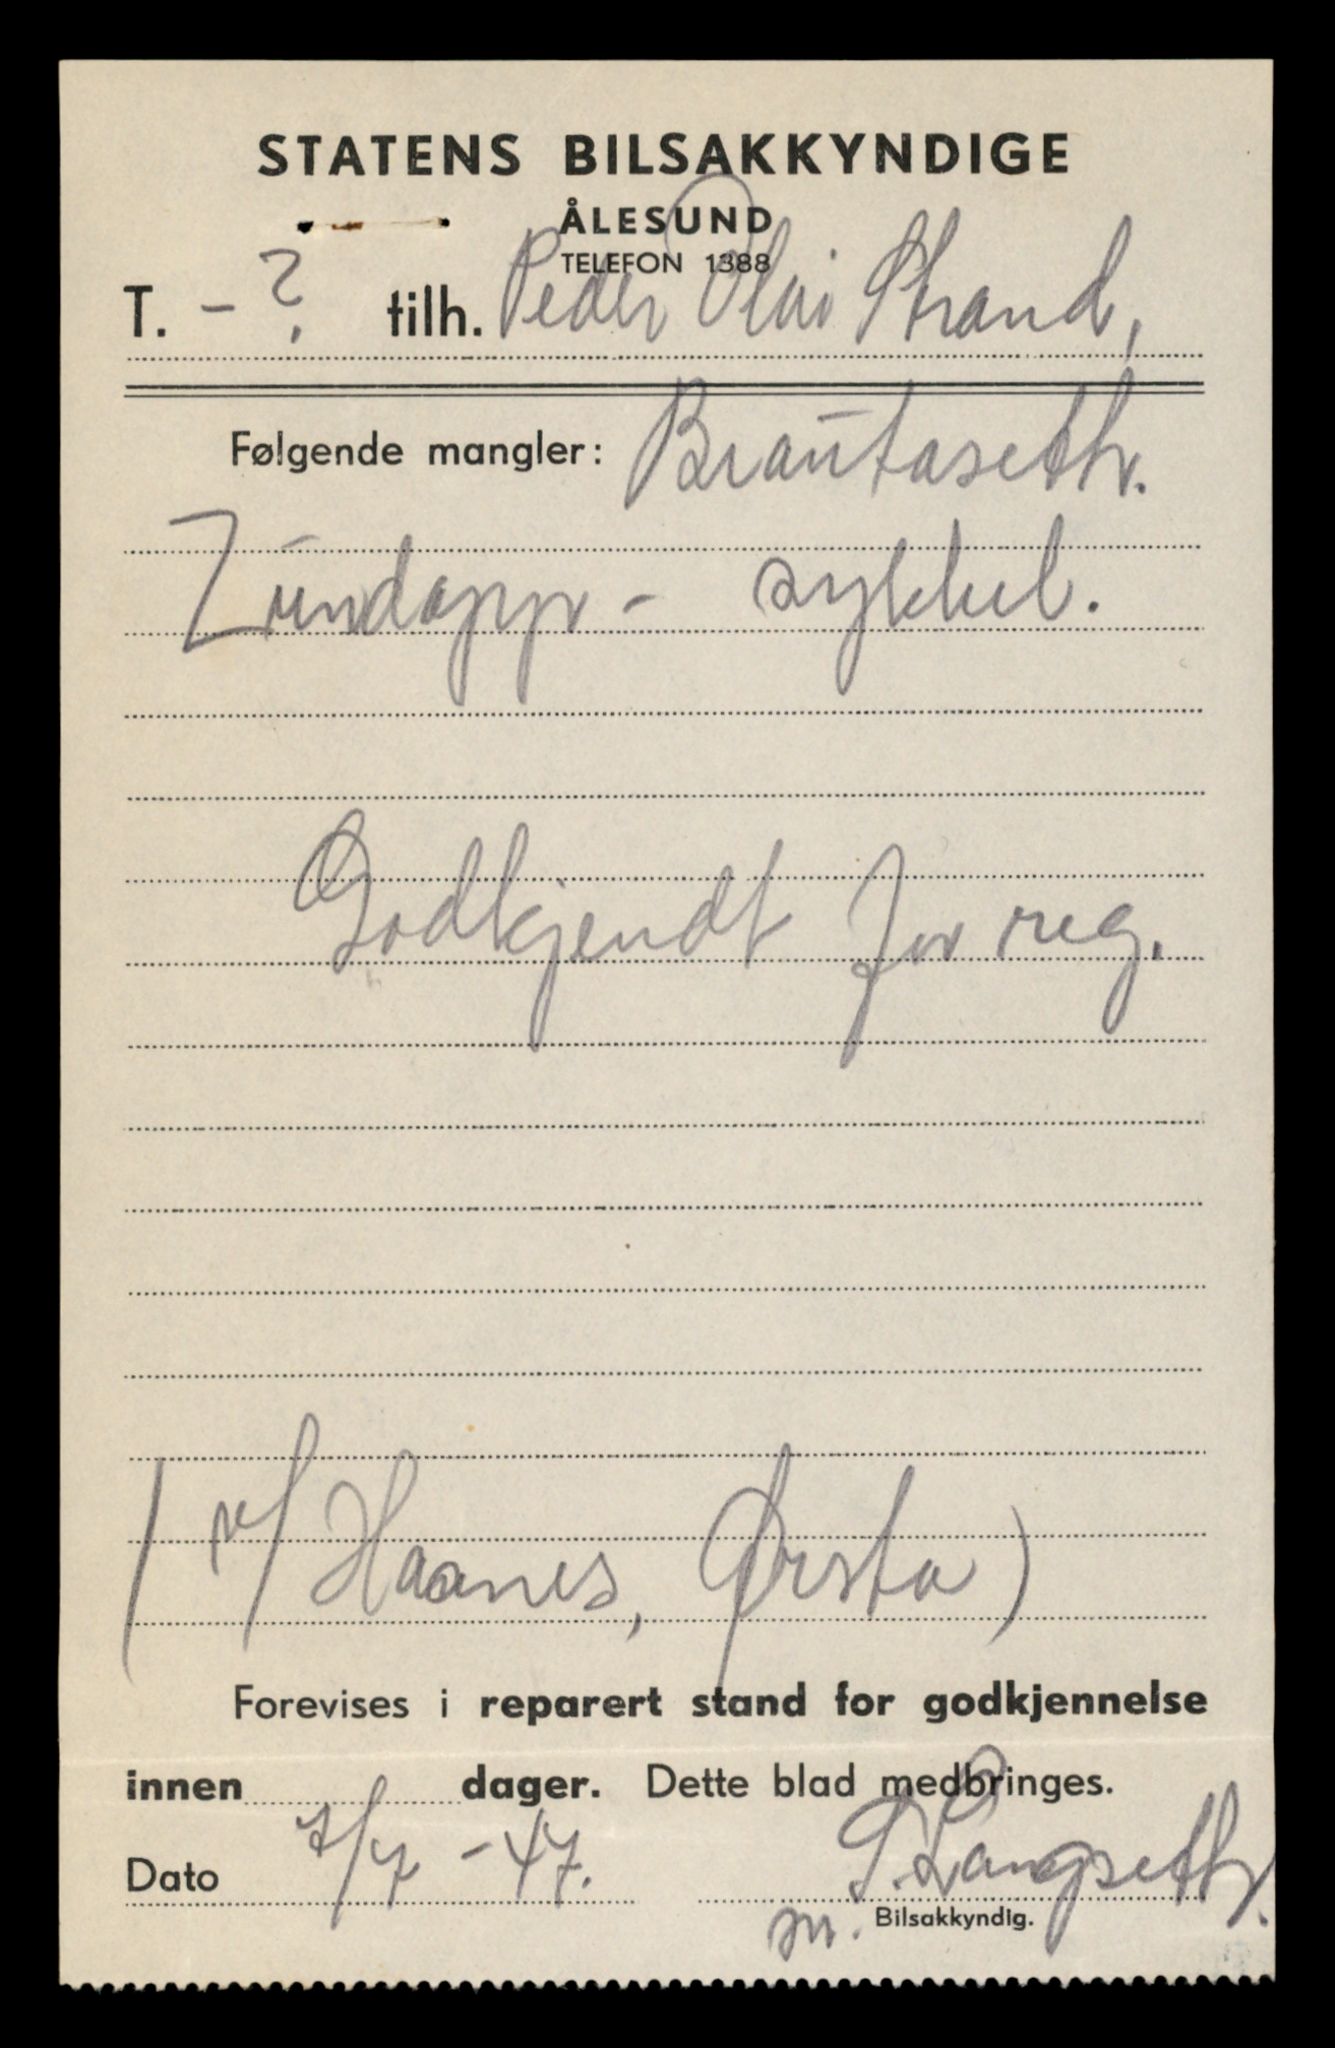 STATENS BILSAKKYNDIGE
ÅLESUND
TELEFON 1388
T. - ? tilh. Peder Olai Strand,
Følgende mangler: Brautaseth.
Zündapp - sykkel.
Godkjendt for reg.
( v/ Haanes, Ørsta )
Forevises i reparert stand for godkjennelse
innen dager. Dette blad medbringes.
Dato 7/7 - 47. S. Langseth.
Bilsakkyndig.